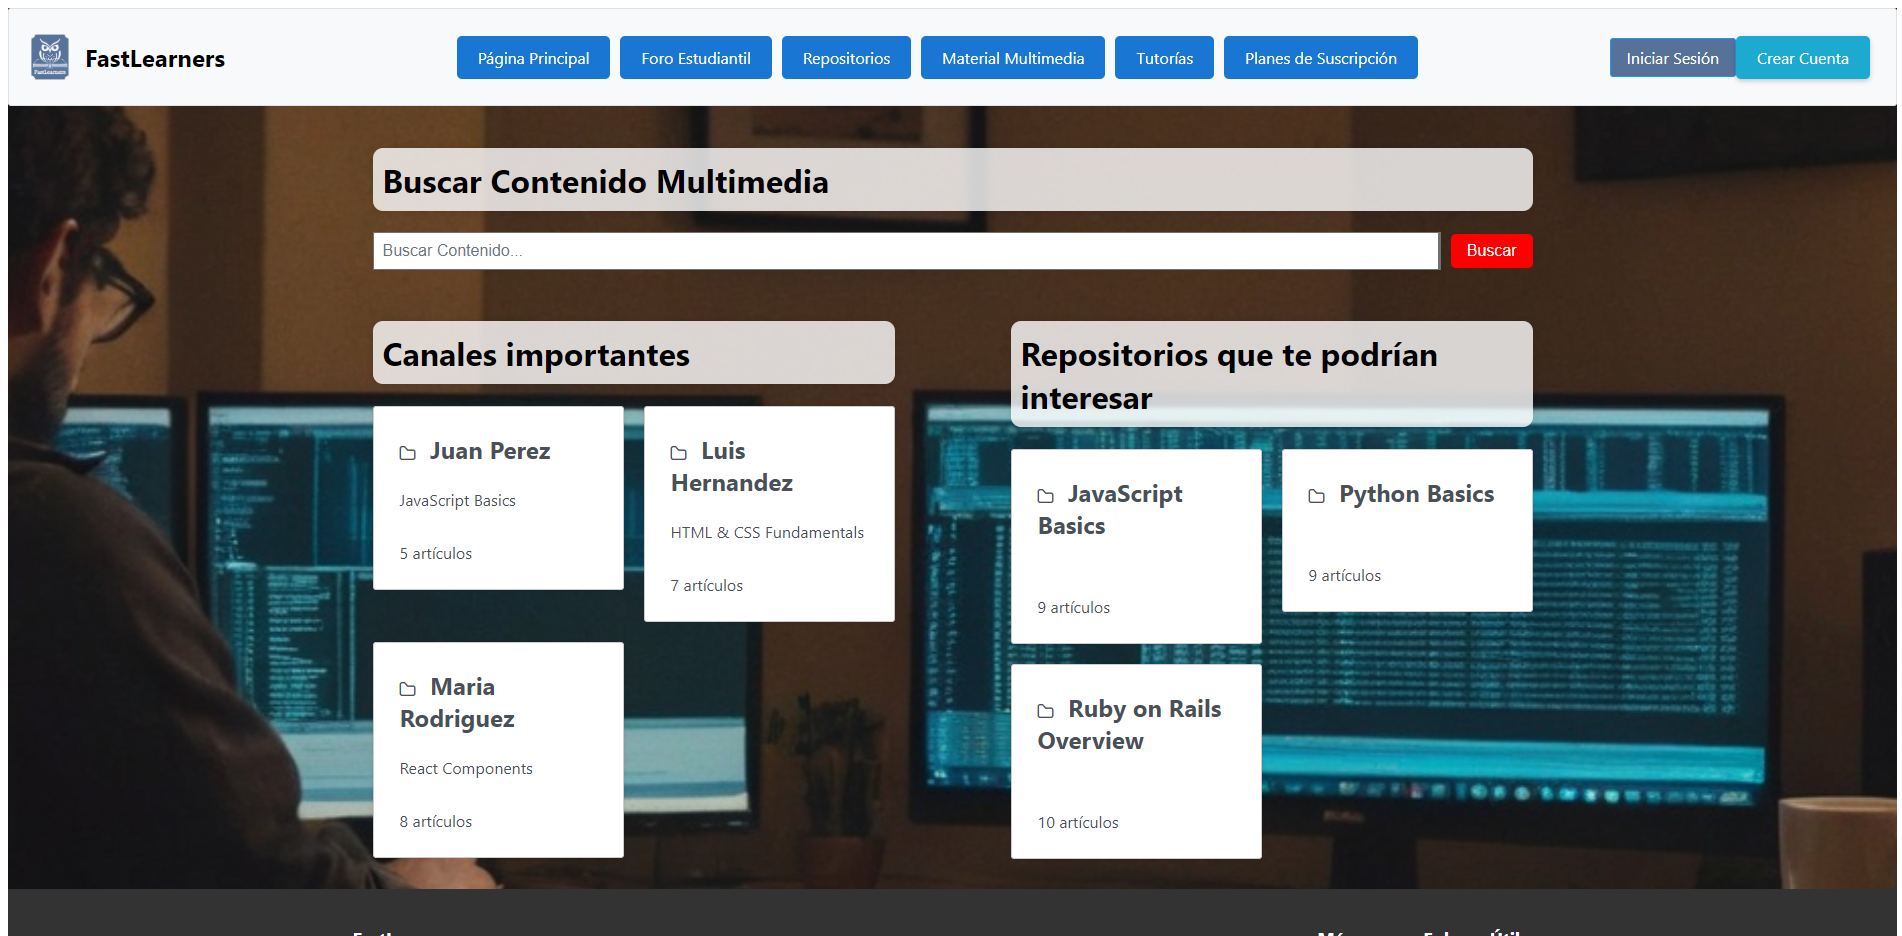 FastLearners
FastLearners
Página Principal
Foro Estudiantil
Repositorios
Material Multimedia
Tutorías
Planes de Suscripción
Iniciar Sesión
Crear Cuenta
Buscar Contenido Multimedia
Buscar Contenido...
Buscar
Canales importantes
Juan Perez
JavaScript Basics
5 artículos
Luis
Hernandez
HTML & CSS Fundamentals
7 artículos
Maria
Rodriguez
React Components
8 artículos
Repositorios que te podrían
interesar
JavaScript
Basics
9 artículos
Python Basics
9 artículos
Ruby on Rails
Overview
10 artículos